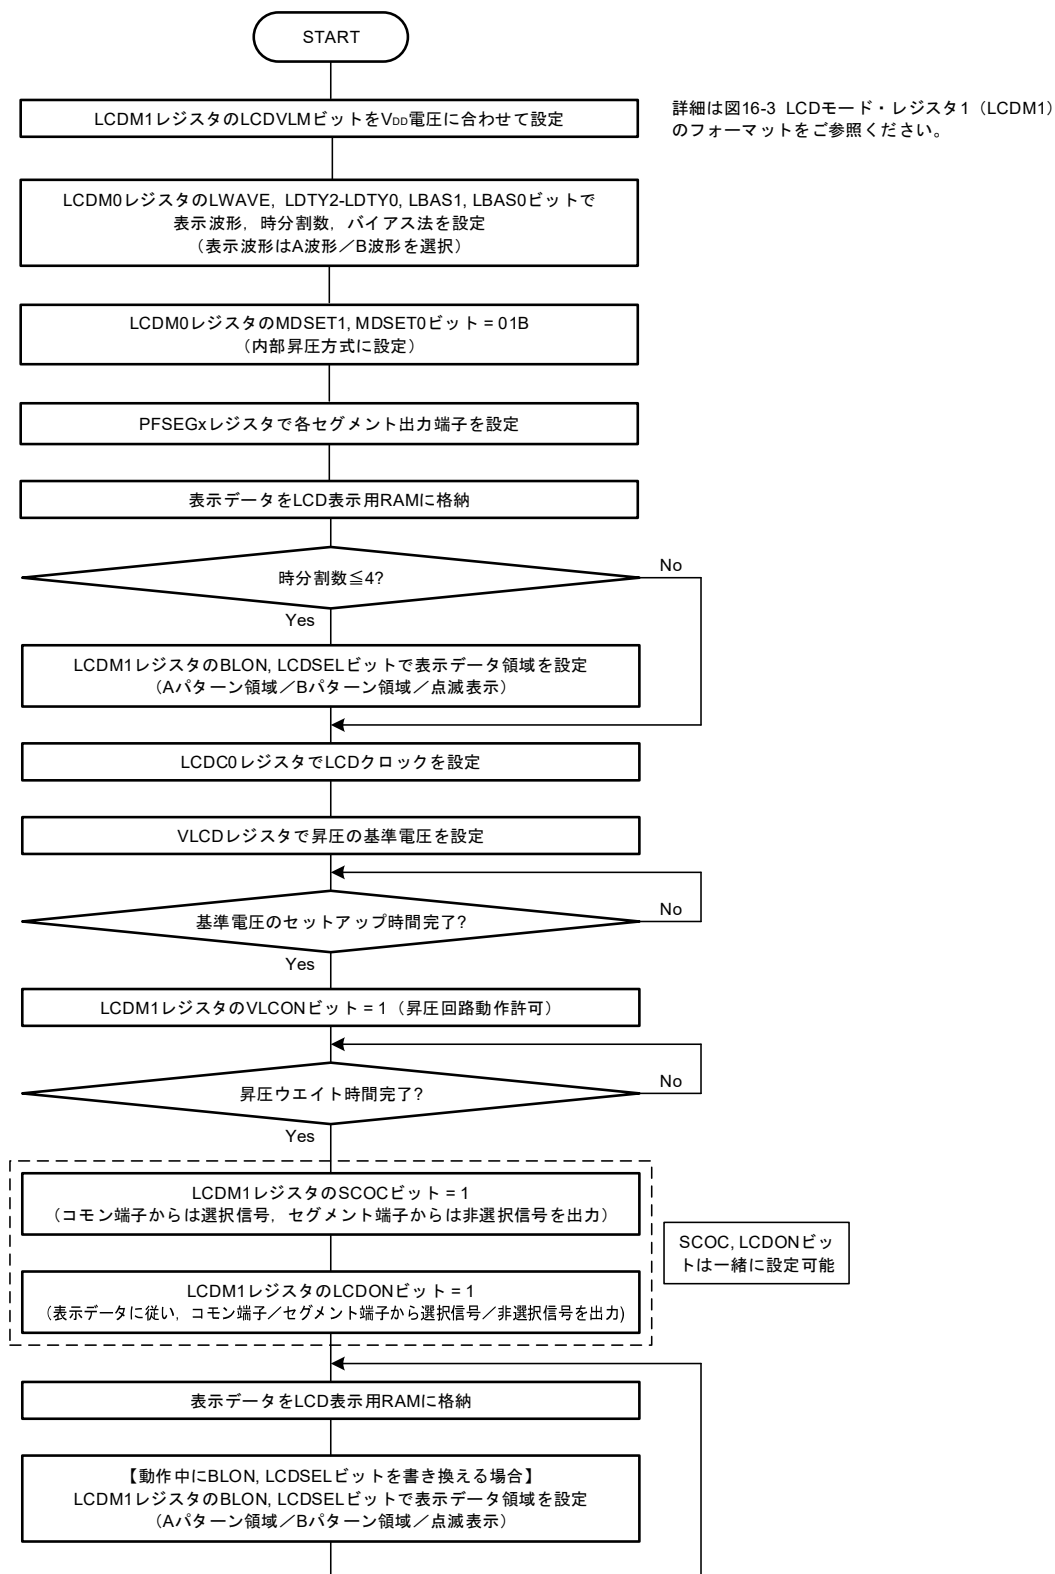 START
LCDM1レジスタのLCDVLMビットをVDD電圧に合わせて設定
詳細は図16-3 LCDモード・レジスタ1（LCDM1）
のフォーマットをご参照ください。
LCDM0レジスタのLWAVE, LDTY2-LDTY0, LBAS1, LBAS0ビットで
表示波形，時分割数，バイアス法を設定
（表示波形はA波形／B波形を選択）
LCDM0レジスタのMDSET1, MDSET0ビット = 01B
（内部昇圧方式に設定）
PFSEGxレジスタで各セグメント出力端子を設定
表示データをLCD表示用RAMに格納
時分割数≦4?
No
Yes
LCDM1レジスタのBLON, LCDSELビットで表示データ領域を設定
（Aパターン領域／Bパターン領域／点滅表示）
LCDC0レジスタでLCDクロックを設定
VLCDレジスタで昇圧の基準電圧を設定
基準電圧のセットアップ時間完了?
No
Yes
LCDM1レジスタのVLCONビット = 1（昇圧回路動作許可）
昇圧ウエイト時間完了?
No
Yes
LCDM1レジスタのSCOCビット = 1
（コモン端子からは選択信号，セグメント端子からは非選択信号を出力）
SCOC, LCDONビッ
トは一緒に設定可能
LCDM1レジスタのLCDONビット = 1
（表示データに従い，コモン端子／セグメント端子から選択信号／非選択信号を出力)
表示データをLCD表示用RAMに格納
【動作中にBLON, LCDSELビットを書き換える場合】
LCDM1レジスタのBLON, LCDSELビットで表示データ領域を設定
（Aパターン領域／Bパターン領域／点滅表示）